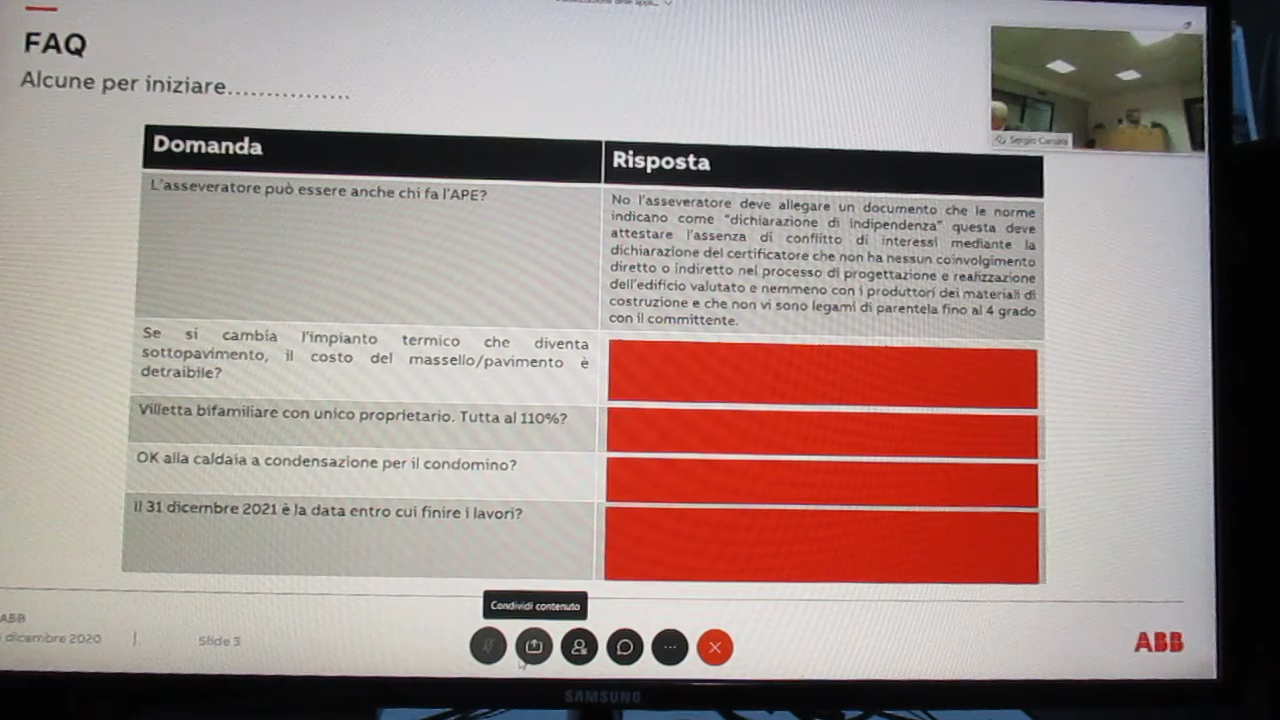 FAQ
Alcune per iniziare................
Sergio
Domanda
Risposta
L'asseveratore può essere anche chi fa l'APE?
No l'asseveratore deve allegare un documento che le norme
indicano come "dichiarazione di indipendenza" questa deve
attestare l'assenza di conflitto di interessi mediante la
dichiarazione del certificatore che non ha nessun coinvolgimento
diretto o indiretto nel processo di progettazione e realizzazione
dell'edificio valutato e nemmeno con i produttori dei materiali di
costruzione e che non vi sono legami di parentela fino al 4 grado
con il committente.
Se si cambia l'impianto termico che diventa
sottopavimento, il costo del massello/pavimento è
detraibile?
Villetta bifamiliare con unico proprietario. Tutta al 110%?
OK alla caldaia a condensazione per il condomino?
Il 31 dicembre 2021 è la data entro cui finire i lavori?
Condividi contenuto
ABB
dicembre 2020
Slide 3
ABB
SAMSUNG